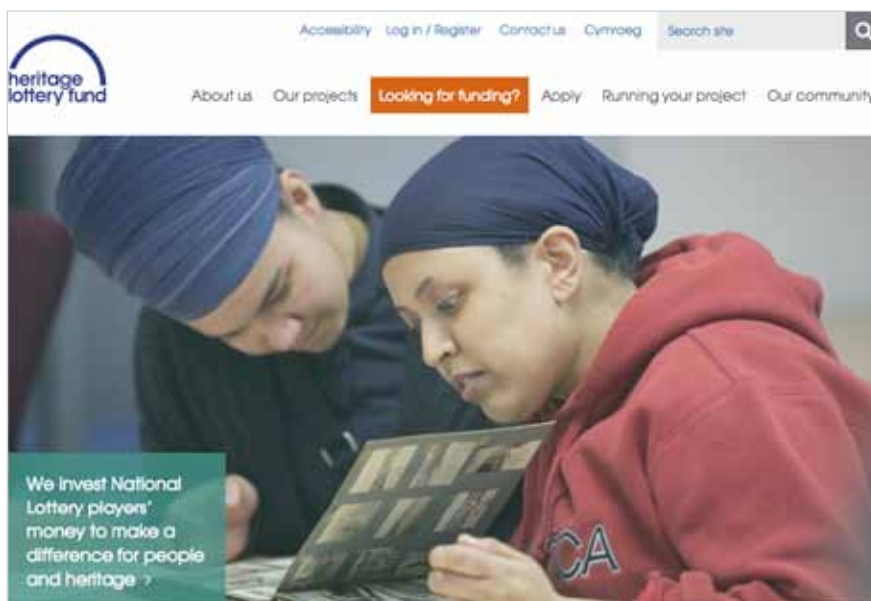 Accessibility Log in / Register Contact us Cymraeg Search site
heritage
lottery fund
About us Our projects Looking for funding? Apply Running your project Our community
We invest National
Lottery players'
money to make a
difference for people
and heritage >
CA